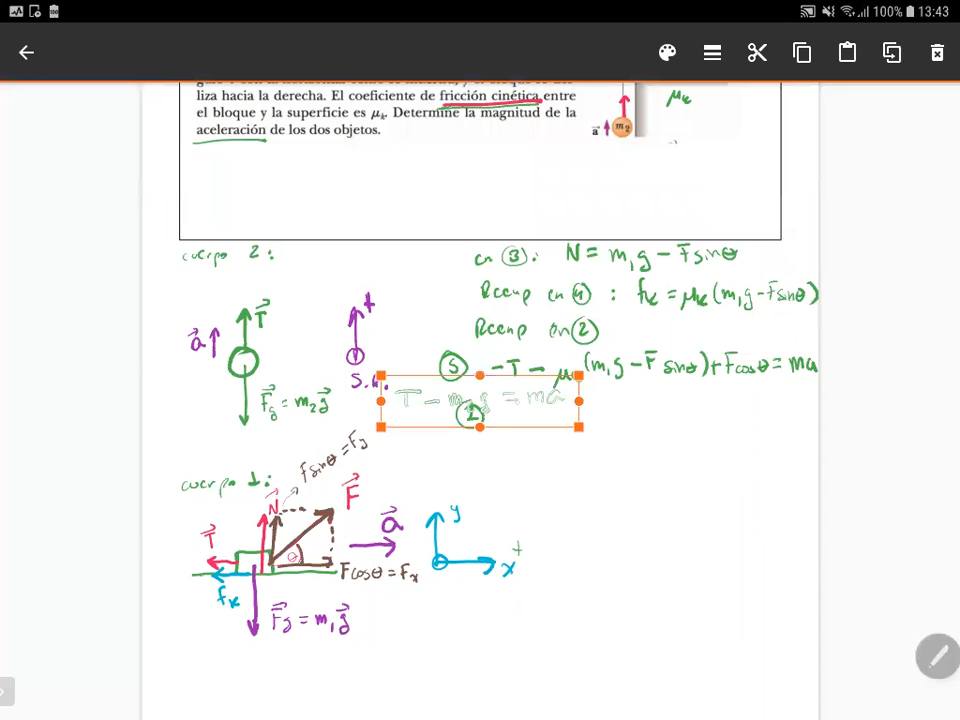 100% 13:43
liza hacia la derecha. El coeficiente de fricción cinética entre
el bloque y la superficie es μk. Determine la magnitud de la
aceleración de los dos objetos.
μk
a m2
cuerpo 2:
en ③: N = m₁g − Fsinθ
Reemp en ④: fk = μk(m₁g − Fsinθ)
Reemp en ②
⑤ −T − μ (m₁g − F sinθ) + Fcosθ = ma
T − m₂g = ma
①
a T
Fg = m₂g
+
S.R.
cuerpo 1:
Fsinθ = Fy
N F
T a
θ
fk
Fcosθ = Fx
Fg = m₁g
y
x +